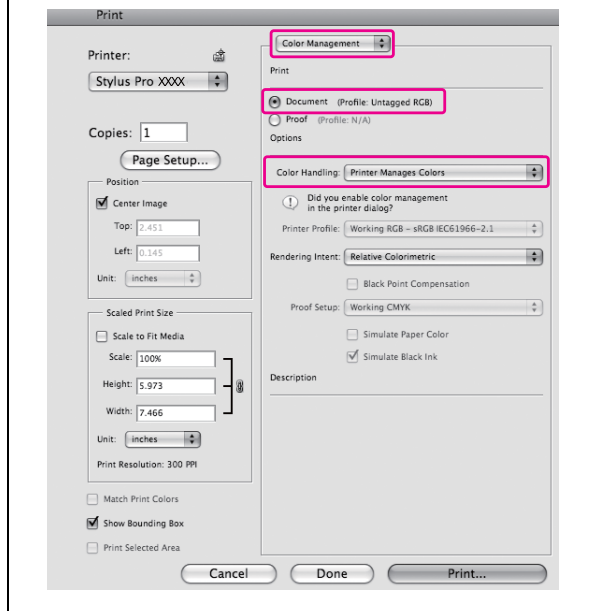 Print
Printer:
Stylus Pro XXXX
Copies: 1
Page Setup...
Position
Center Image
Top: 2.451
Left: 0.145
Unit: inches
Scaled Print Size
Scale to Fit Media
Scale: 100%
Height: 5.973
Width: 7.466
Unit: inches
Print Resolution: 300 PPI
Match Print Colors
Show Bounding Box
Print Selected Area
Color Management
Print
Document (Profile: Untagged RGB)
Proof (Profile: N/A)
Options
Color Handling: Printer Manages Colors
Did you enable color management
in the printer dialog?
Printer Profile: Working RGB - sRGB IEC61966-2.1
Rendering Intent: Relative Colorimetric
Black Point Compensation
Proof Setup: Working CMYK
Simulate Paper Color
Simulate Black Ink
Description
Cancel
Done
Print...